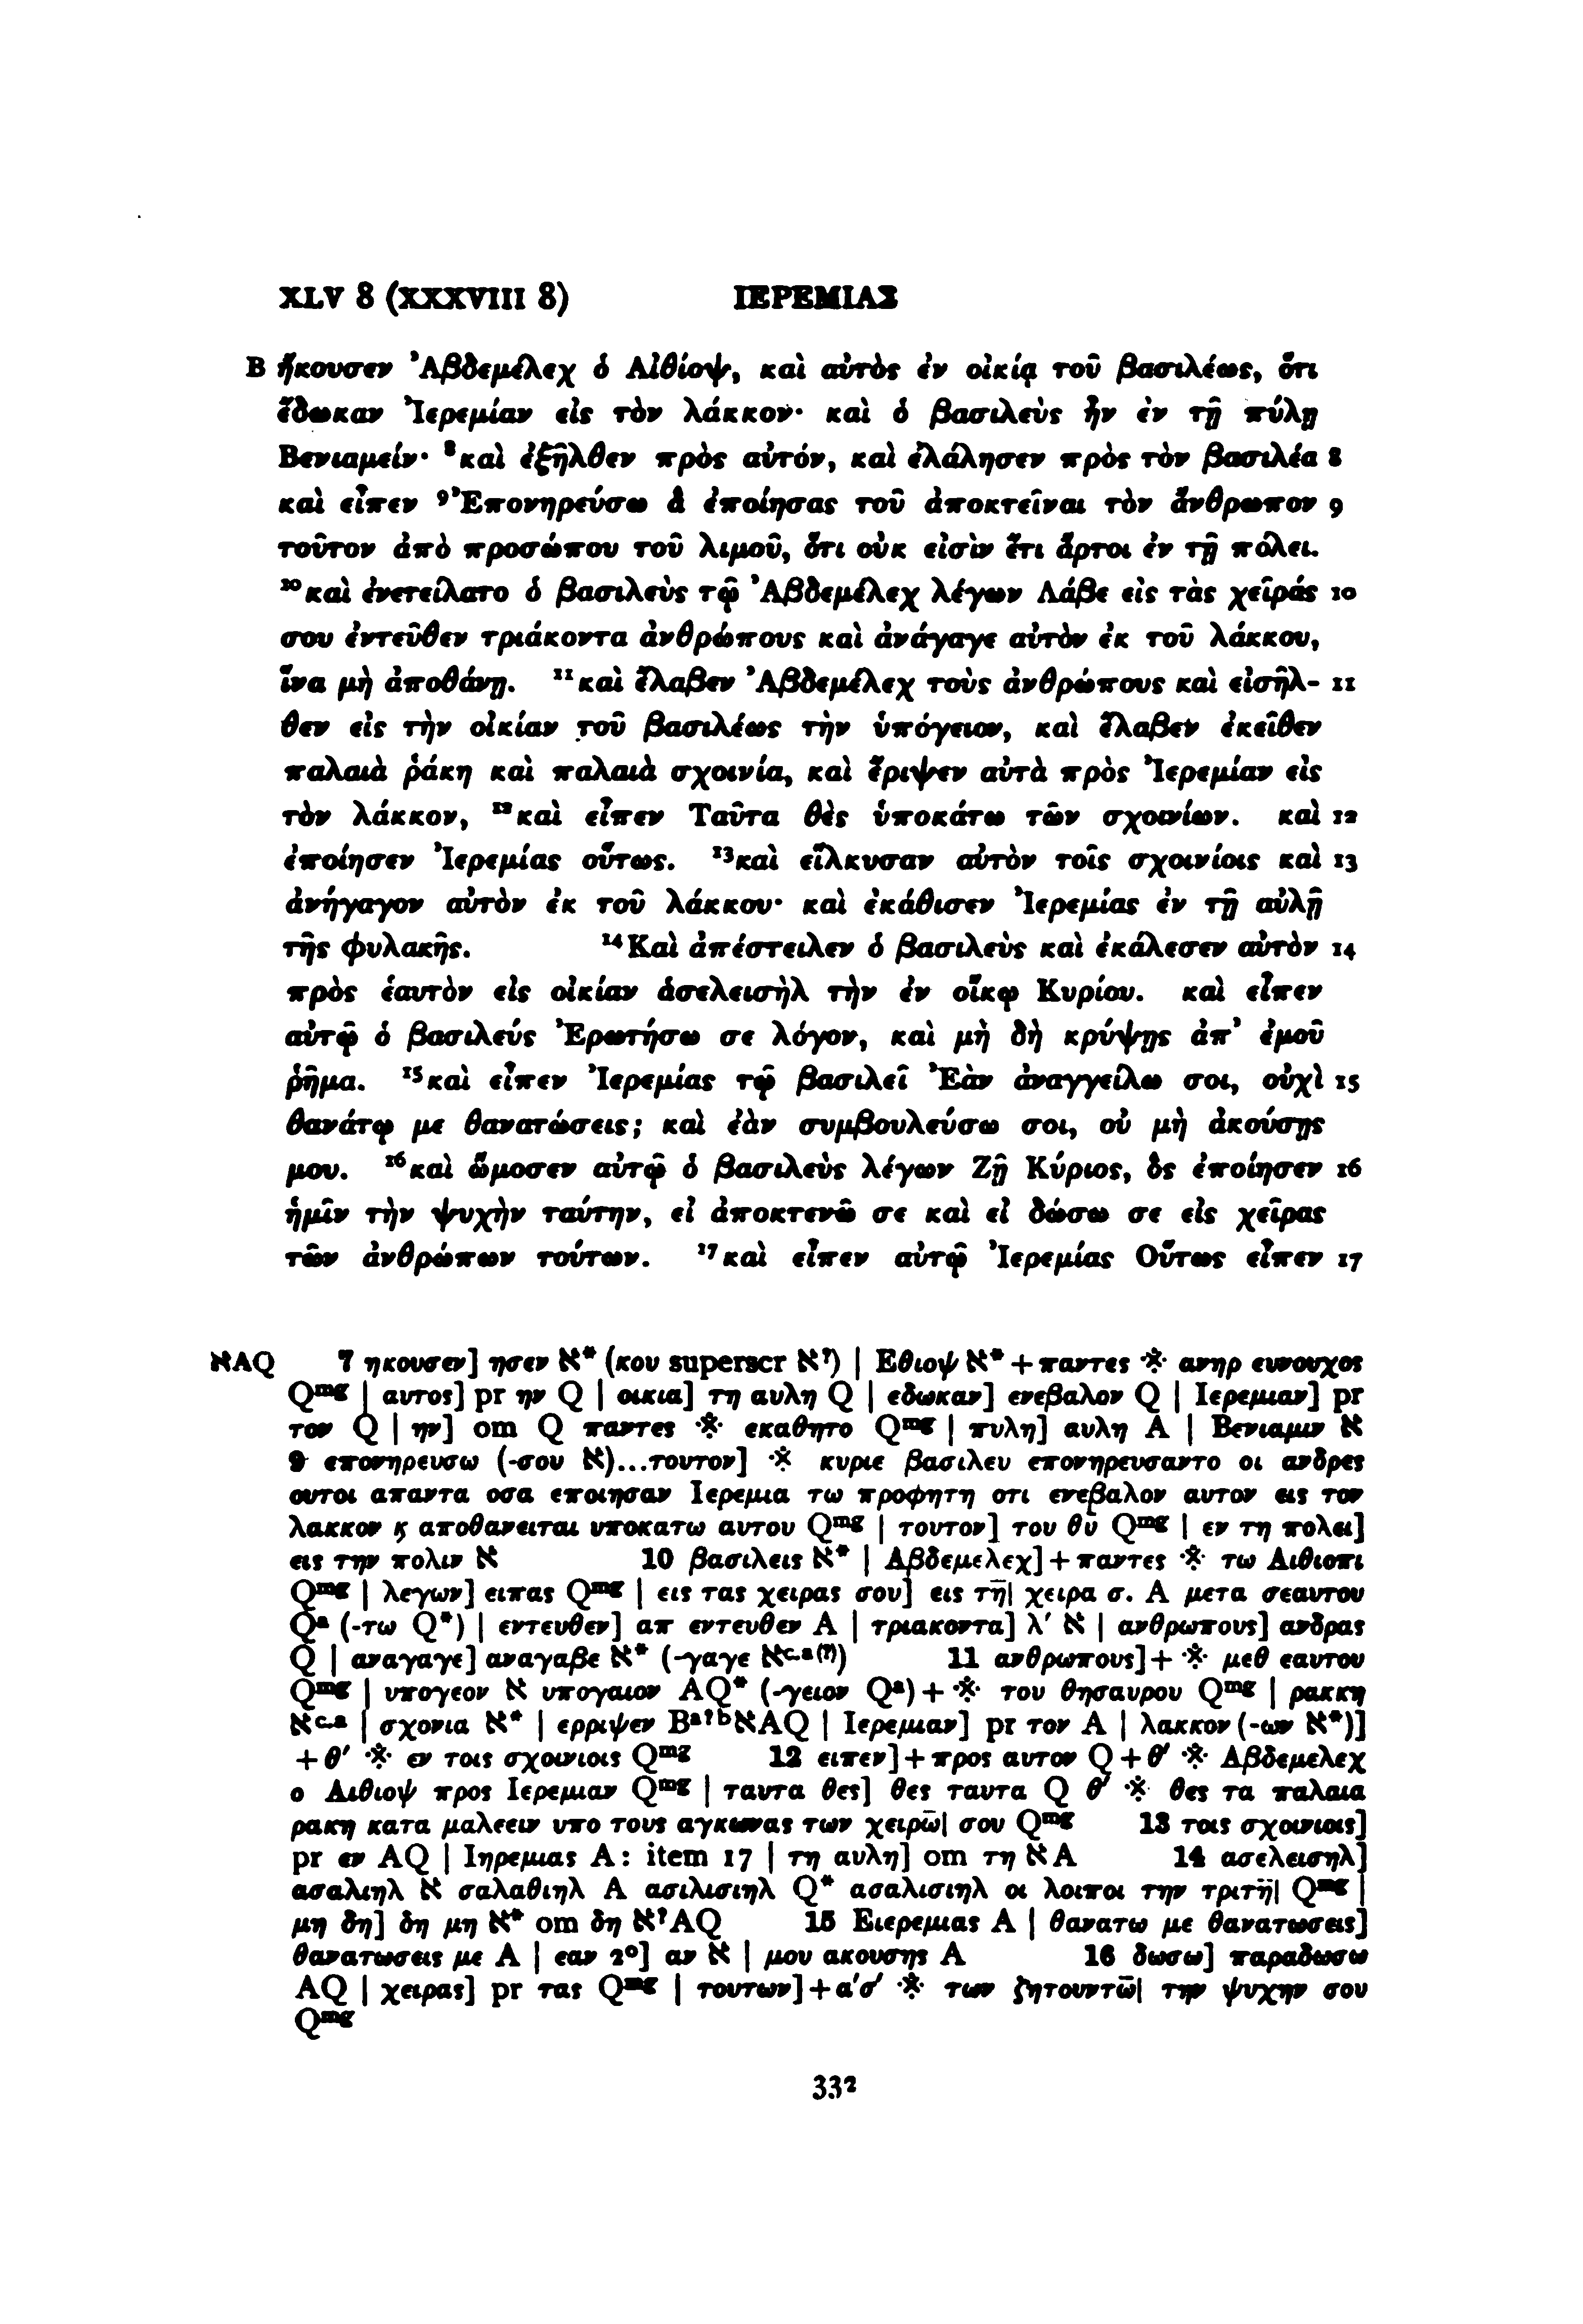 XLV 8 (XXXVIII 8) ΙΕΡΕΜΙΑΣ
B ἤκουσεν Ἀβδεμέλεχ ὁ Αἰθίοψ, καὶ αὐτὸς ἐν οἰκίᾳ τοῦ βασιλέως, ὅτι
ἔδωκαν Ἰερεμίαν εἰς τὸν λάκκον· καὶ ὁ βασιλεὺς ἦν ἐν τῇ πύλῃ
Βενιαμείν· ⁸καὶ ἐξῆλθεν πρὸς αὐτόν, καὶ ἐλάλησεν πρὸς τὸν βασιλέα 8
καὶ εἶπεν ⁹Ἐπονηρεύσω ἃ ἐποίησας τοῦ ἀποκτεῖναι τὸν ἄνθρωπον 9
τοῦτον ἀπὸ προσώπου τοῦ λιμοῦ, ὅτι οὐκ εἰσὶν ἔτι ἄρτοι ἐν τῇ πόλει.
¹⁰καὶ ἐνετείλατο ὁ βασιλεὺς τῷ Ἀβδεμέλεχ λέγων Λάβε εἰς τὰς χεῖράς 10
σου ἐντεῦθεν τριάκοντα ἀνθρώπους καὶ ἀνάγαγε αὐτὸν ἐκ τοῦ λάκκου,
ἵνα μὴ ἀποθάνῃ. ¹¹καὶ ἔλαβεν Ἀβδεμέλεχ τοὺς ἀνθρώπους καὶ εἰσῆλ- 11
θεν εἰς τὴν οἰκίαν τοῦ βασιλέως τὴν ὑπόγειον, καὶ ἔλαβεν ἐκεῖθεν
παλαιὰ ῥάκη καὶ παλαιὰ σχοινία, καὶ ἔριψεν αὐτὰ πρὸς Ἰερεμίαν εἰς
τὸν λάκκον, ¹²καὶ εἶπεν Ταῦτα θὲς ὑποκάτω τῶν σχοινίων. καὶ 12
ἐποίησεν Ἰερεμίας οὕτως. ¹³καὶ εἵλκυσαν αὐτὸν τοῖς σχοινίοις καὶ 13
ἀνήγαγον αὐτὸν ἐκ τοῦ λάκκου· καὶ ἐκάθισεν Ἰερεμίας ἐν τῇ αὐλῇ
τῆς φυλακῆς. ¹⁴Καὶ ἀπέστειλεν ὁ βασιλεὺς καὶ ἐκάλεσεν αὐτὸν 14
πρὸς ἑαυτὸν εἰς οἰκίαν ἀσελεισὴλ τὴν ἐν οἴκῳ Κυρίου. καὶ εἶπεν
αὐτῷ ὁ βασιλεύς Ἐρωτήσω σε λόγον, καὶ μὴ δὴ κρύψῃς ἀπ' ἐμοῦ
ῥῆμα. ¹⁵καὶ εἶπεν Ἰερεμίας τῷ βασιλεῖ Ἐὰν ἀναγγείλω σοι, οὐχὶ 15
θανάτῳ με θανατώσεις; καὶ ἐὰν συμβουλεύσω σοι, οὐ μὴ ἀκούσῃς
μου. ¹⁶καὶ ὤμοσεν αὐτῷ ὁ βασιλεὺς λέγων Ζῇ Κύριος, ὃς ἐποίησεν 16
ἡμῖν τὴν ψυχὴν ταύτην, εἰ ἀποκτενῶ σε καὶ εἰ δώσω σε εἰς χεῖρας
τῶν ἀνθρώπων τούτων. ¹⁷καὶ εἶπεν αὐτῷ Ἰερεμίας Οὕτως εἶπεν 17
אAQ 7 ηκουσεν] ησεν א* (κου superscr א?) | Εθιοψ א* + παντες ※ ανηρ ευνουχος
Qmg | αυτος] pr ην Q | οικια] τη αυλη Q | εδωκαν] ενεβαλον Q | Ιερεμιαν] pr
τον Q | ην] om Q παντες ※ εκαθητο Qmg | πυλη] αυλη A | Βενιαμιν א
9 επονηρευσω (-σου א)...τουτον] ※ κυριε βασιλευ επονηρευσαντο οι ανδρες
ουτοι απαντα οσα εποιησαν Ιερεμια τω προφητη οτι ενεβαλον αυτον εις τον
λακκον ϗ αποθανειται υποκατω αυτου Qmg | τουτον] του θυ Qmg | εν τη πολει]
εις την πολιν א 10 βασιλεις א* | Αβδεμελεχ] + παντες ※ τω Αιθιοπι
Qmg | λεγων] ειπας Qmg | εις τας χειρας σου] εις τη̄| χειρα σ. A μετα σεαυτου
Qa (-τω Q*) | εντευθεν] απ εντευθεν A | τριακοντα] λ' א | ανθρωπους] ανδρας
Q | αναγαγε] αναγαβε א* (-γαγε אc.a(?)) 11 ανθρωπους] + ※ μεθ εαυτου
Qmg | υπογεον א υπογαιον AQ* (-γειον Qa) + ※ του θησαυρου Qmg | ρακκη
אc.a | σχονια א* | ερριψεν Ba?bאAQ | Ιερεμιαν] pr τον A | λακκον (-ων א*)]
+ θ' ※ εν τοις σχοινιοις Qmg 12 ειπεν] + προς αυτον Q + θ' ※ Αβδεμελεχ
ο Αιθιοψ προς Ιερεμιαν Qmg | ταυτα θες] θες ταυτα Q θ' ※ θες τα παλαια
ρακη κατα μαλεειν υπο τους αγκωνας των χειρω̄| σου Qmg 13 τοις σχοινιοις]
pr εν AQ | Ιηρεμιας A: item 17 | τη αυλη] om τη אA 14 ασελεισηλ]
ασαλιηλ א σαλαθιηλ A ασιλισιηλ Q* ασαλισιηλ οι λοιποι την τριτη̄| Qmg |
μη δη] δη μη א* om δη א?AQ 15 Ειερεμιας A | θανατω με θανατωσεις]
θανατωσεις με A | εαν 2°] αν א | μου ακουσης A 16 δωσω] παραδωσω
AQ | χειρας] pr τας Qmg | τουτων] + α'σ' ※ των ζητουντω̄| την ψυχην σου
Qmg
332